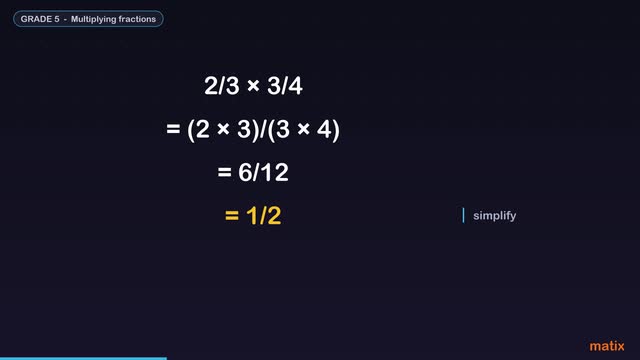 GRADE 5 - Multiplying fractions
2/3 × 3/4
= (2 × 3)/(3 × 4)
= 6/12
= 1/2
simplify
matix